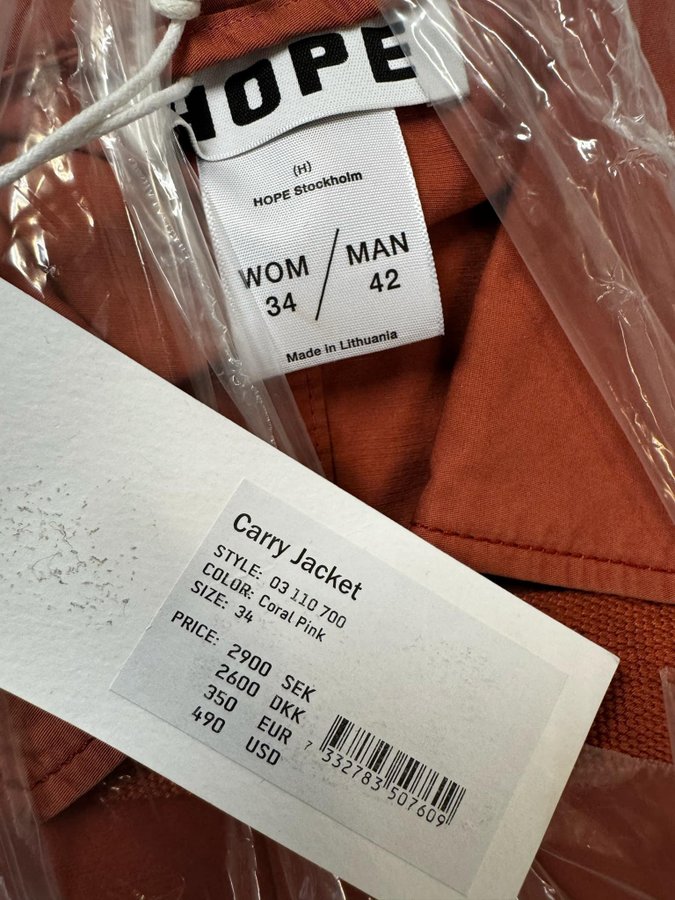 HOPE
(H)
HOPE Stockholm
WOM / MAN
34 / 42
Made in Lithuania
Carry Jacket
STYLE: 03 110 700
COLOR: Coral Pink
SIZE: 34
PRICE: 2900 SEK
2600 DKK
350 EUR
490 USD
7 332783 507609